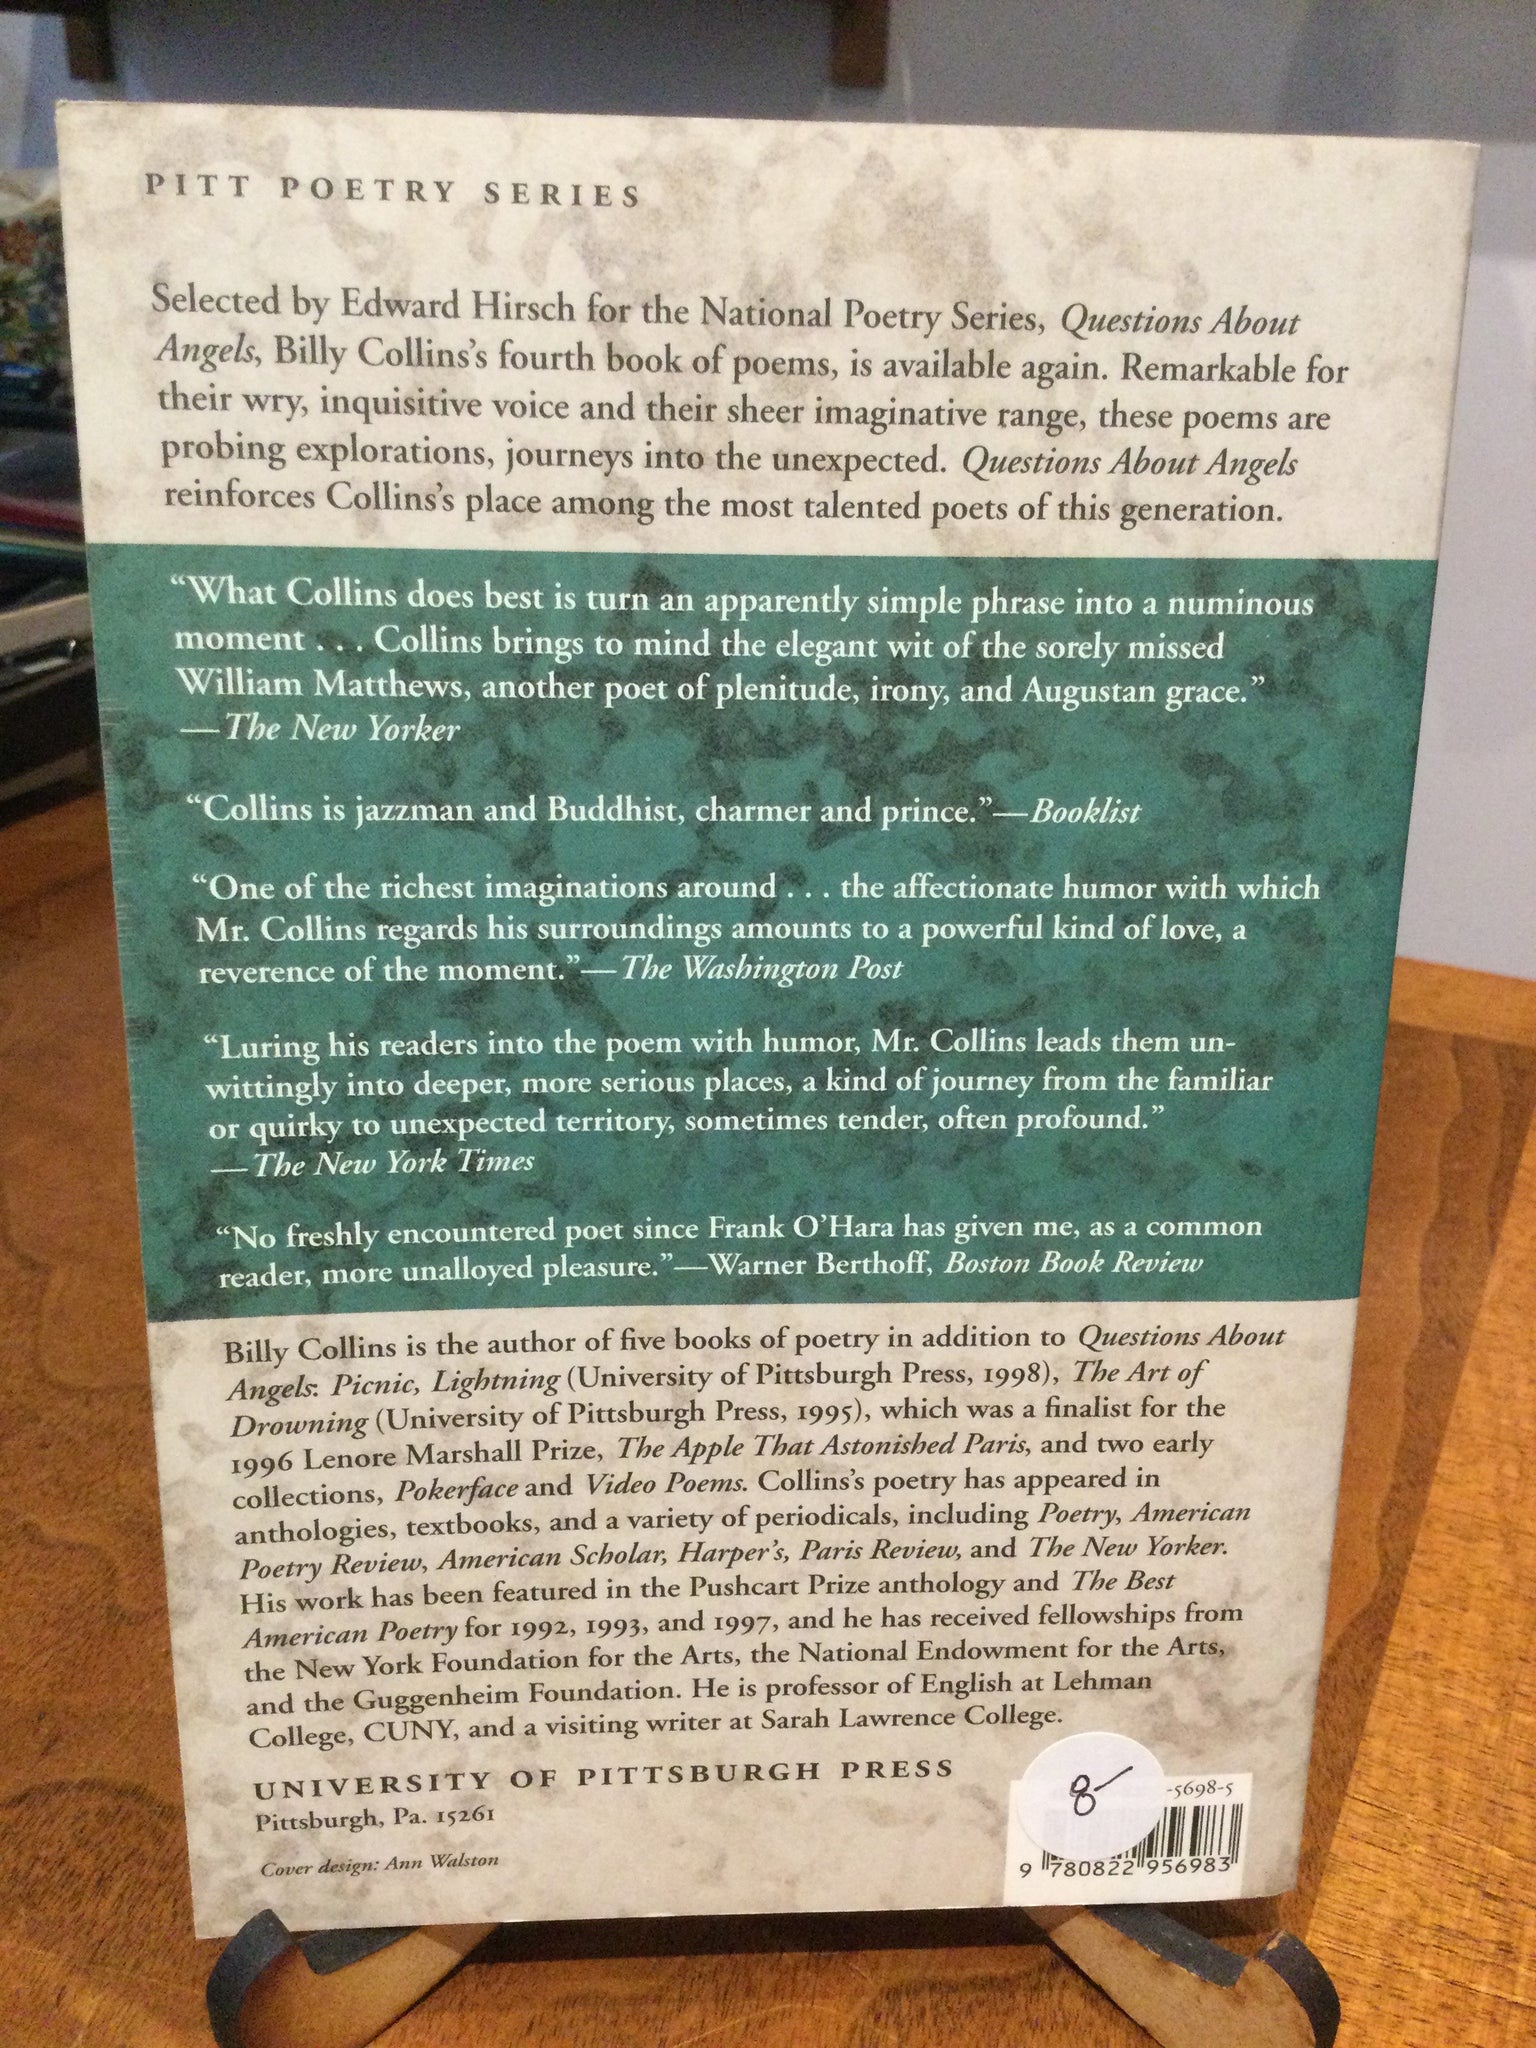 PITT POETRY SERIES
Selected by Edward Hirsch for the National Poetry Series, Questions About
Angels, Billy Collins's fourth book of poems, is available again. Remarkable for
their wry, inquisitive voice and their sheer imaginative range, these poems are
probing explorations, journeys into the unexpected. Questions About Angels
reinforces Collins's place among the most talented poets of this generation.
“What Collins does best is turn an apparently simple phrase into a numinous
moment . . . Collins brings to mind the elegant wit of the sorely missed
William Matthews, another poet of plenitude, irony, and Augustan grace.”
—The New Yorker
“Collins is jazzman and Buddhist, charmer and prince.”—Booklist
“One of the richest imaginations around . . . the affectionate humor with which
Mr. Collins regards his surroundings amounts to a powerful kind of love, a
reverence of the moment.”—The Washington Post
“Luring his readers into the poem with humor, Mr. Collins leads them un-
wittingly into deeper, more serious places, a kind of journey from the familiar
or quirky to unexpected territory, sometimes tender, often profound.”
—The New York Times
“No freshly encountered poet since Frank O’Hara has given me, as a common
reader, more unalloyed pleasure.”—Warner Berthoff, Boston Book Review
Billy Collins is the author of five books of poetry in addition to Questions About
Angels: Picnic, Lightning (University of Pittsburgh Press, 1998), The Art of
Drowning (University of Pittsburgh Press, 1995), which was a finalist for the
1996 Lenore Marshall Prize, The Apple That Astonished Paris, and two early
collections, Pokerface and Video Poems. Collins's poetry has appeared in
anthologies, textbooks, and a variety of periodicals, including Poetry, American
Poetry Review, American Scholar, Harper's, Paris Review, and The New Yorker.
His work has been featured in the Pushcart Prize anthology and The Best
American Poetry for 1992, 1993, and 1997, and he has received fellowships from
the New York Foundation for the Arts, the National Endowment for the Arts,
and the Guggenheim Foundation. He is professor of English at Lehman
College, CUNY, and a visiting writer at Sarah Lawrence College.
UNIVERSITY OF PITTSBURGH PRESS
Pittsburgh, Pa. 15261
Cover design: Ann Walston
8-
-5698-5
9 780822 956983